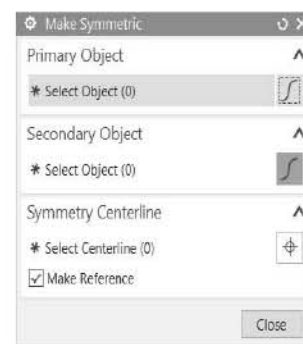 Make Symmetric
Primary Object
* Select Object (0)
Secondary Object
* Select Object (0)
Symmetry Centerline
* Select Centerline (0)
Make Reference
Close